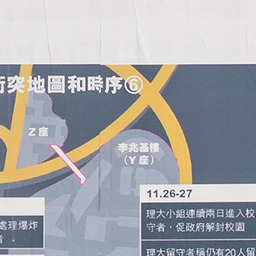 衝突地圖和時序⑥
Z座
李兆基樓
（Y座）
11.26-27
理大小組連續兩日進入校
守者，促政府解封校園
理大留守者稱仍有20人留
處理爆炸
者。